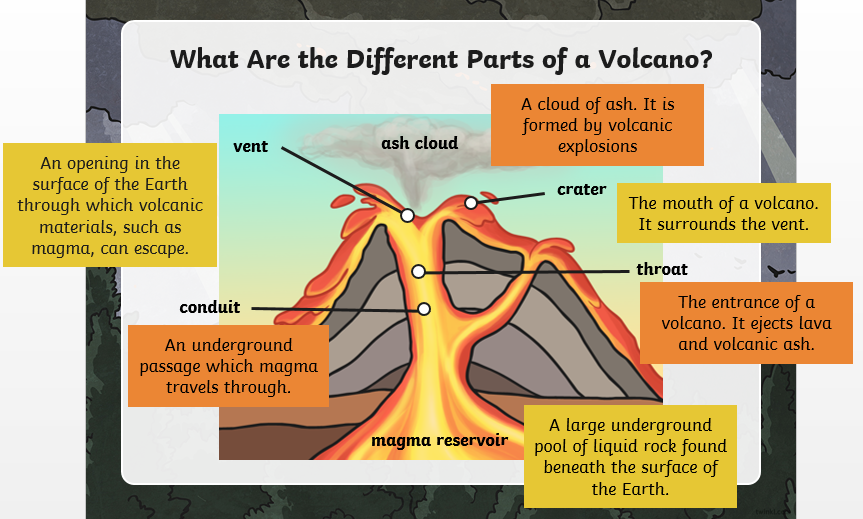 What Are the Different Parts of a Volcano?
A cloud of ash. It is
formed by volcanic
explosions
vent
ash cloud
An opening in the
surface of the Earth
through which volcanic
materials, such as
magma, can escape.
crater
The mouth of a volcano.
It surrounds the vent.
throat
The entrance of a
volcano. It ejects lava
and volcanic ash.
conduit
An underground
passage which magma
travels through.
magma reservoir
A large underground
pool of liquid rock found
beneath the surface of
the Earth.